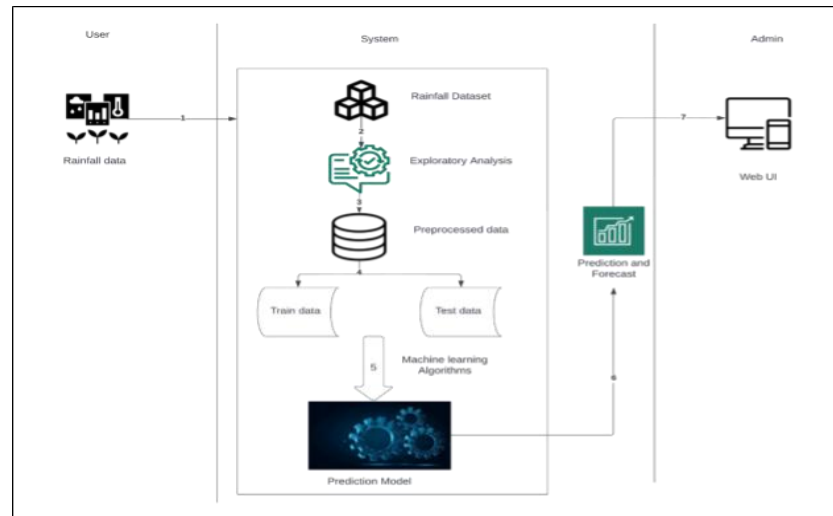 User
System
Admin
Rainfall data
1
Rainfall Dataset
2
Exploratory Analysis
3
Preprocessed data
4
Train data
Test data
5
Machine learning
Algorithms
Prediction Model
6
Prediction and
Forecast
7
Web UI